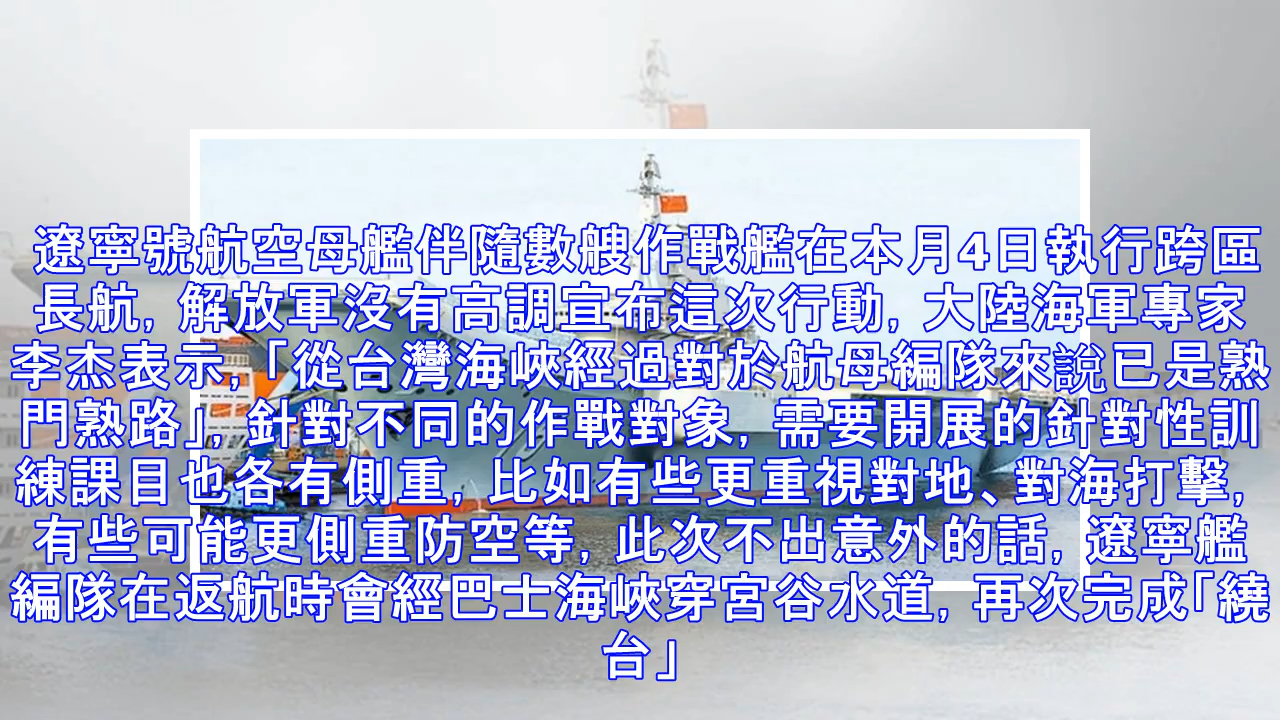 遼寧號航空母艦伴隨數艘作戰艦在本月4日執行跨區
長航, 解放軍沒有高調宣布這次行動, 大陸海軍專家
李杰表示,「從台灣海峽經過對於航母編隊來說已是熟
門熟路」, 針對不同的作戰對象, 需要開展的針對性訓
練課目也各有側重, 比如有些更重視對地、對海打擊,
有些可能更側重防空等, 此次不出意外的話, 遼寧艦
編隊在返航時會經巴士海峽穿宮谷水道, 再次完成「繞
台」